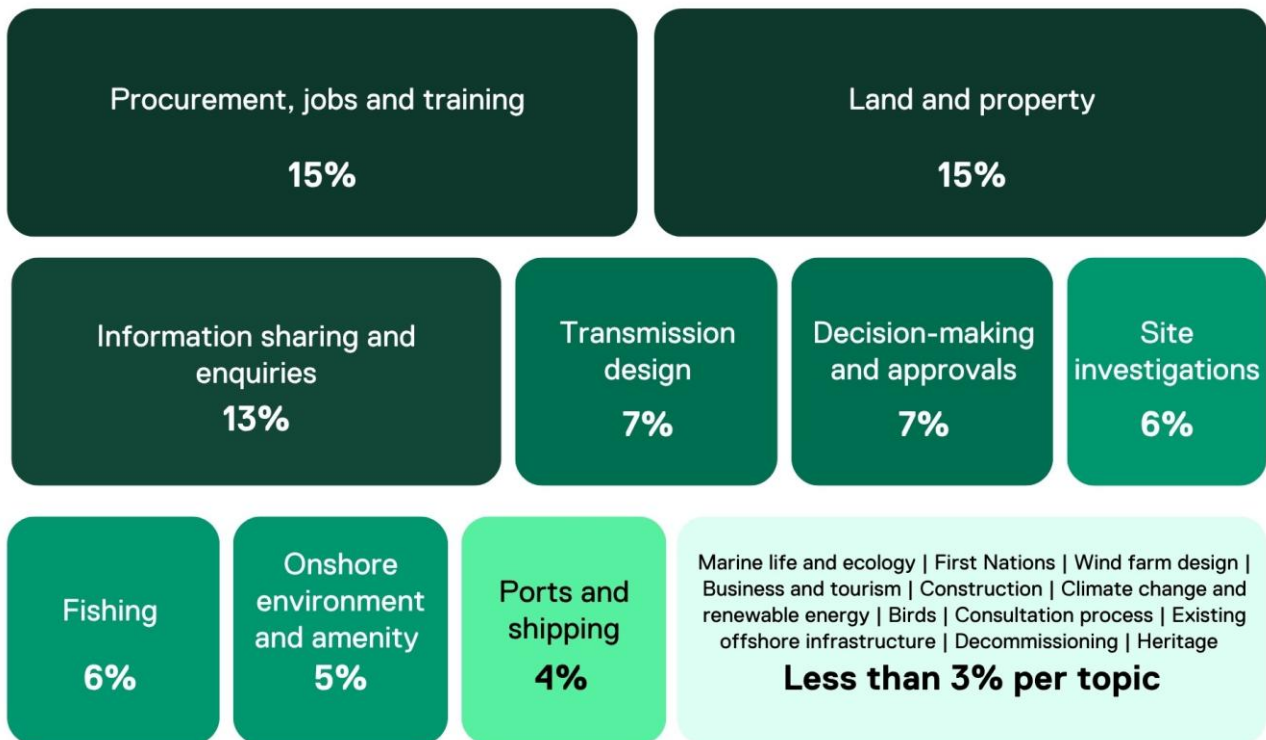 Procurement, jobs and training
15%
Land and property
15%
Information sharing and
enquiries
13%
Transmission
design
7%
Decision-making
and approvals
7%
Site
investigations
6%
Fishing
6%
Onshore
environment
and amenity
5%
Ports and
shipping
4%
Marine life and ecology | First Nations | Wind farm design |
Business and tourism | Construction | Climate change and
renewable energy | Birds | Consultation process | Existing
offshore infrastructure | Decommissioning | Heritage
Less than 3% per topic